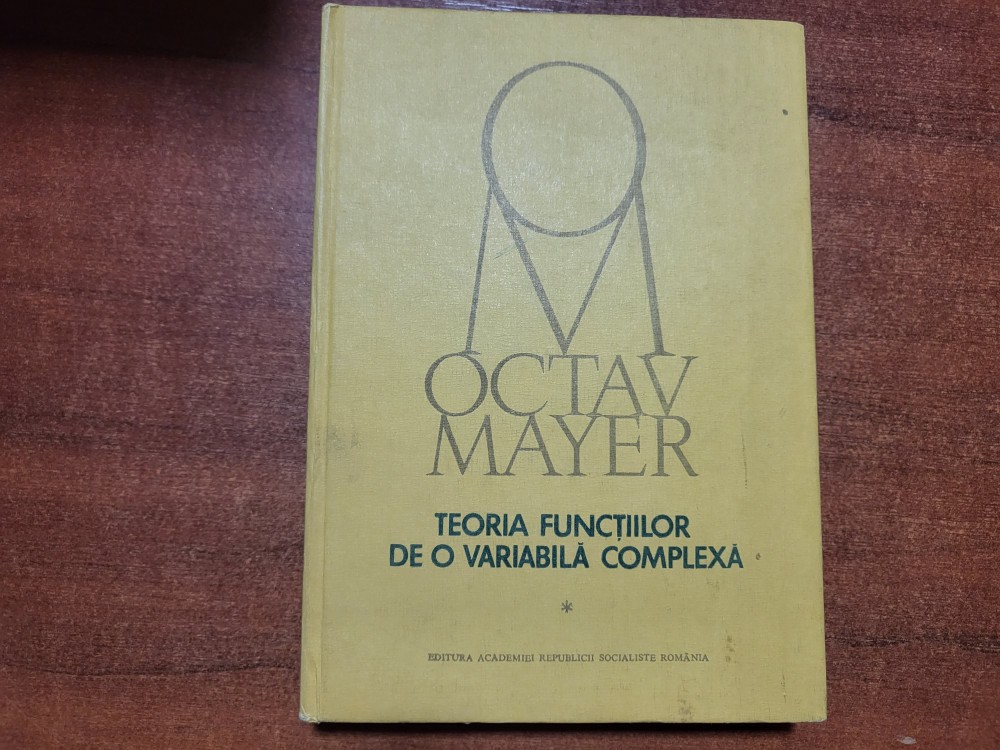 OCTAV
MAYER
TEORIA FUNCȚIILOR
DE O VARIABILĂ COMPLEXĂ
*
EDITURA ACADEMIEI REPUBLICII SOCIALISTE ROMÂNIA